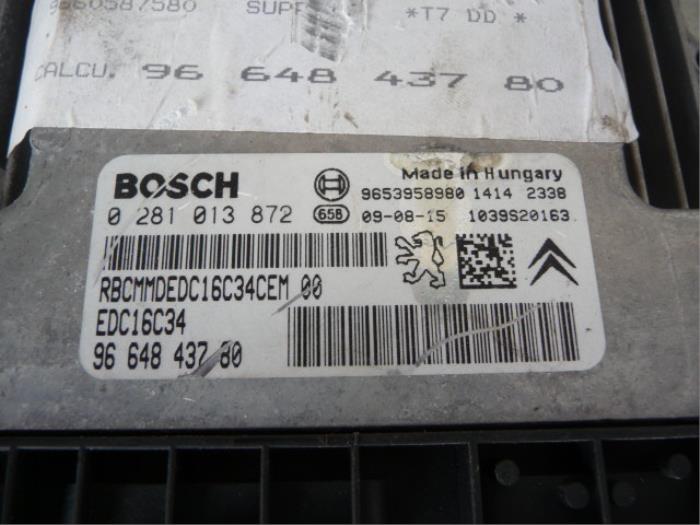 9660587580 SUPP *T7 DD *
CALCU. 96 648 437 80
BOSCH
Made in Hungary
9653958980 1414 2338
0 281 013 872
658
09-08-15 1039S20163
RBCMMDEDC16C34CEM 00
EDC16C34
96 648 437 80